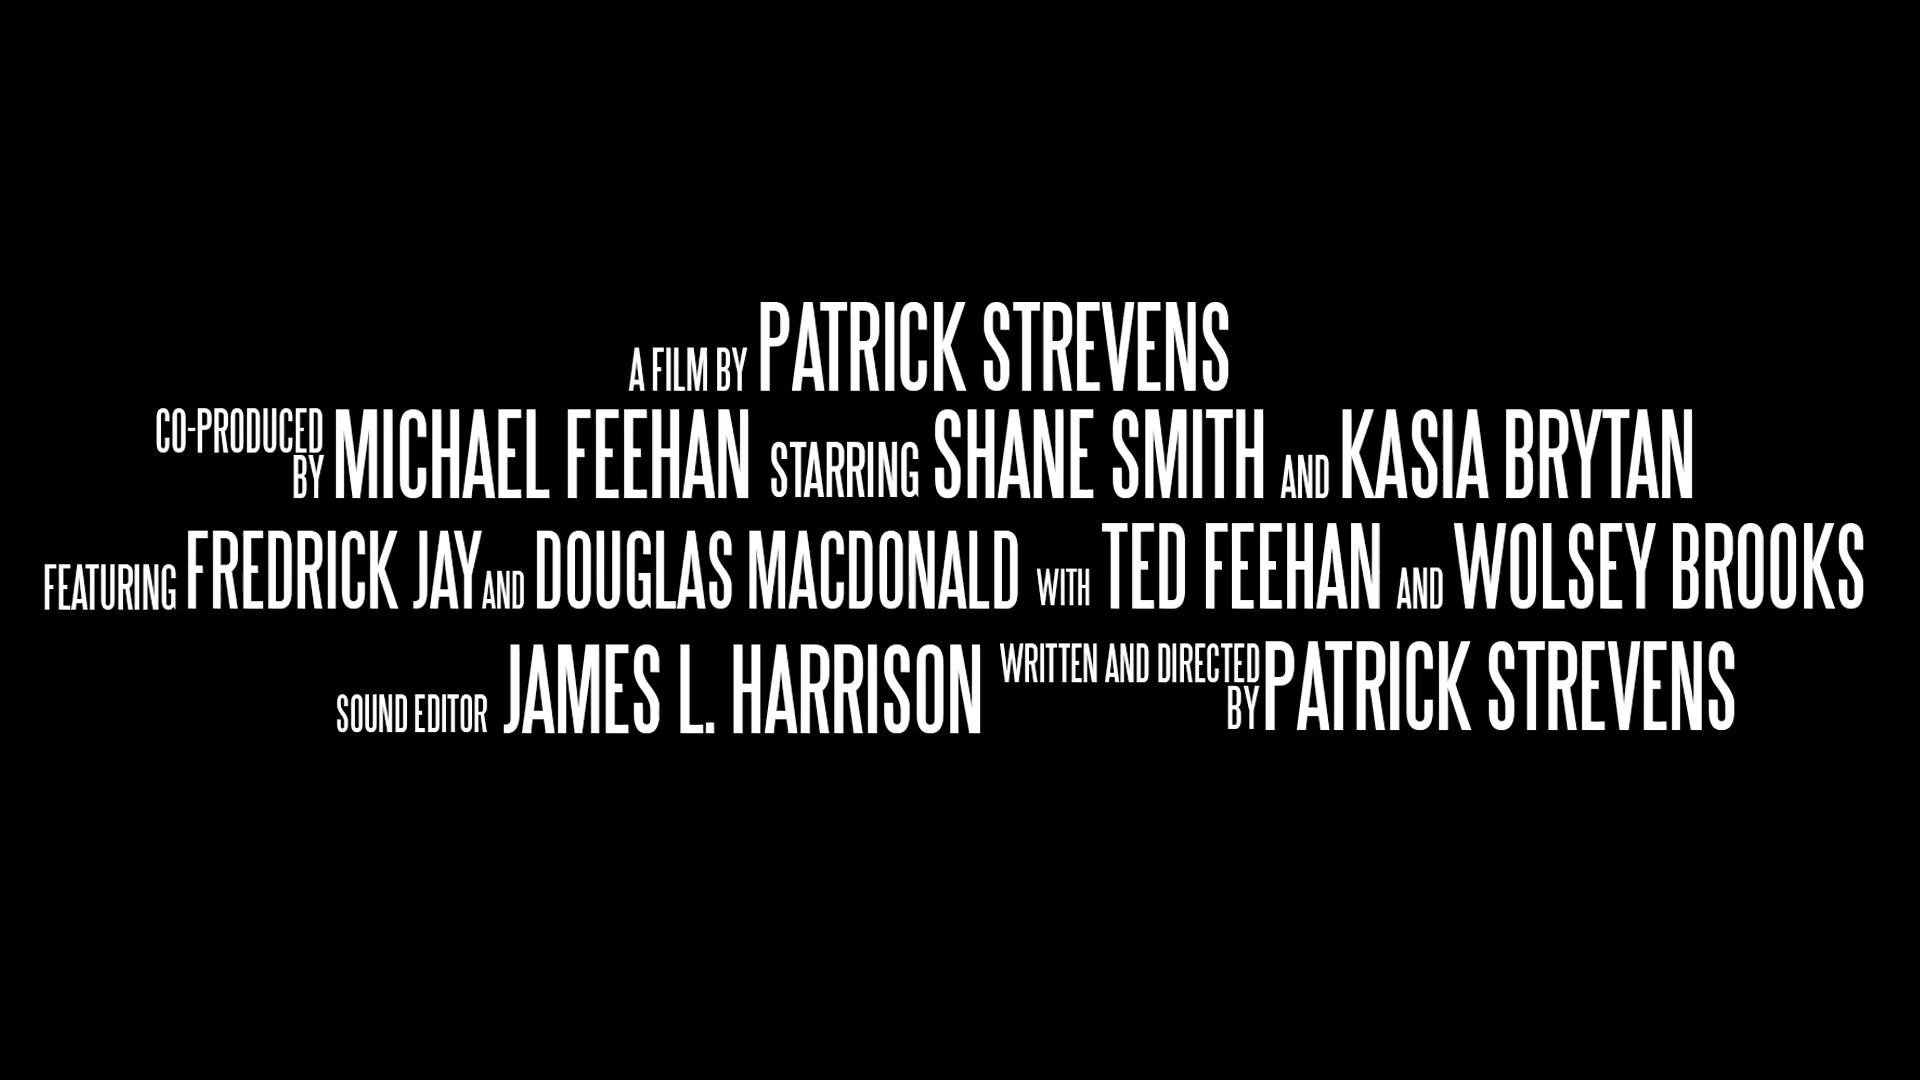 A FILM BY PATRICK STREVENS
CO-PRODUCED BY MICHAEL FEEHAN STARRING SHANE SMITH AND KASIA BRYTAN
FEATURING FREDRICK JAY AND DOUGLAS MACDONALD WITH TED FEEHAN AND WOLSEY BROOKS
SOUND EDITOR JAMES L. HARRISON WRITTEN AND DIRECTED BY PATRICK STREVENS